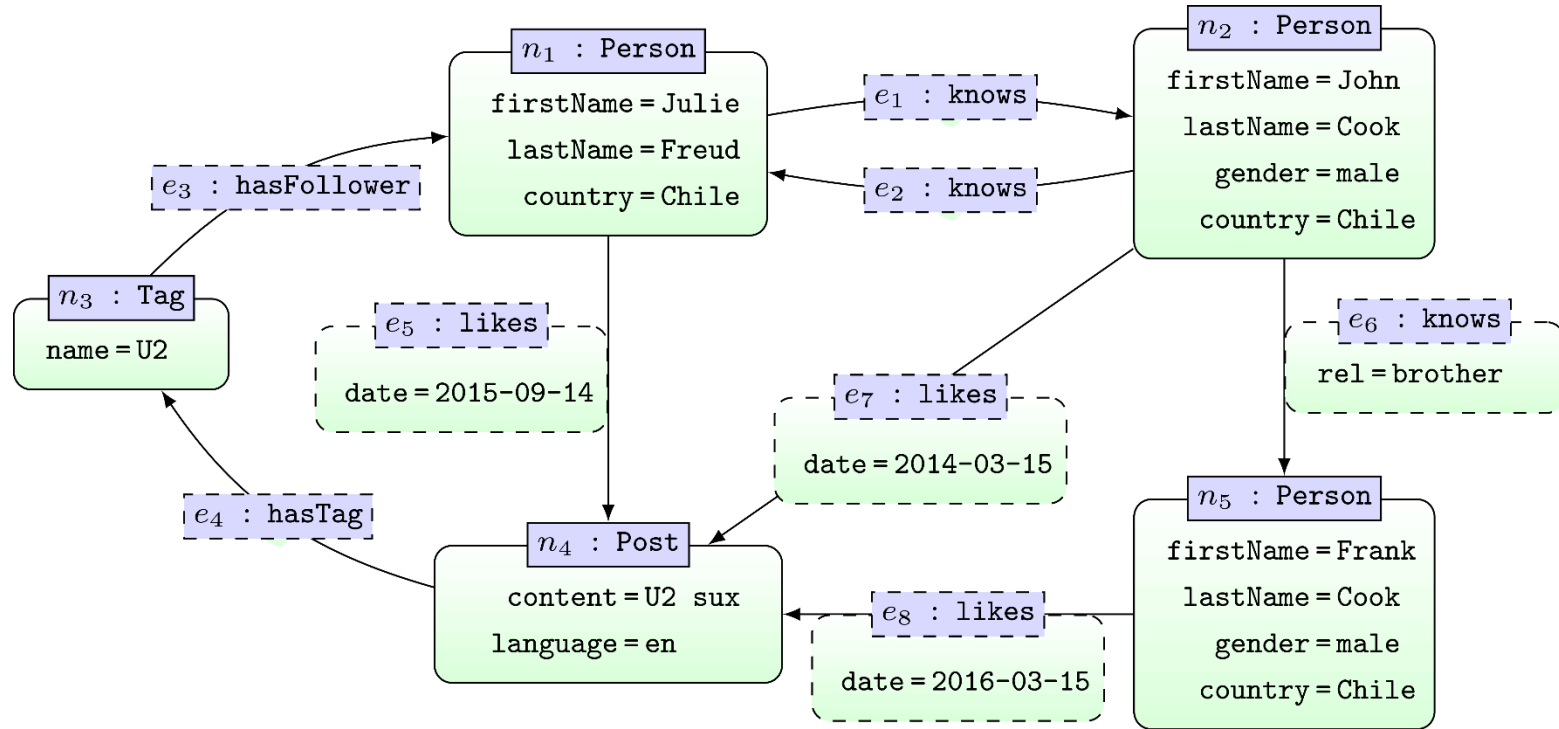 n1 : Person
firstName = Julie
lastName = Freud
country = Chile
e1 : knows
e2 : knows
n2 : Person
firstName = John
lastName = Cook
gender = male
country = Chile
e3 : hasFollower
n3 : Tag
name = U2
e5 : likes
date = 2015-09-14
e7 : likes
date = 2014-03-15
e6 : knows
rel = brother
e4 : hasTag
n4 : Post
content = U2 sux
language = en
e8 : likes
date = 2016-03-15
n5 : Person
firstName = Frank
lastName = Cook
gender = male
country = Chile